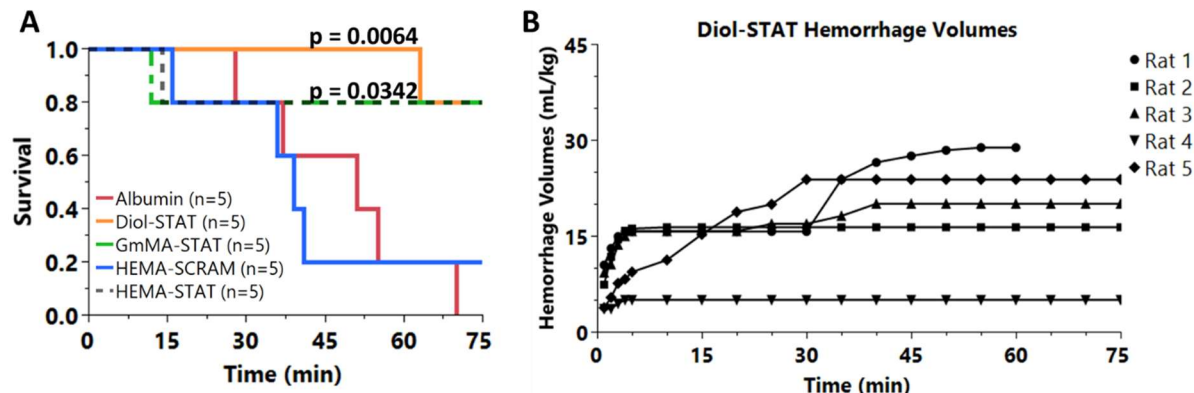 A
p = 0.0064
p = 0.0342
Survival
1.0
0.8
0.6
0.4
0.2
0.0
Albumin (n=5)
Diol-STAT (n=5)
GmMA-STAT (n=5)
HEMA-SCRAM (n=5)
HEMA-STAT (n=5)
0 15 30 45 60 75
Time (min)
B
Diol-STAT Hemorrhage Volumes
Hemorrhage Volumes (mL/kg)
45
30
15
0
Rat 1
Rat 2
Rat 3
Rat 4
Rat 5
0 15 30 45 60 75
Time (min)